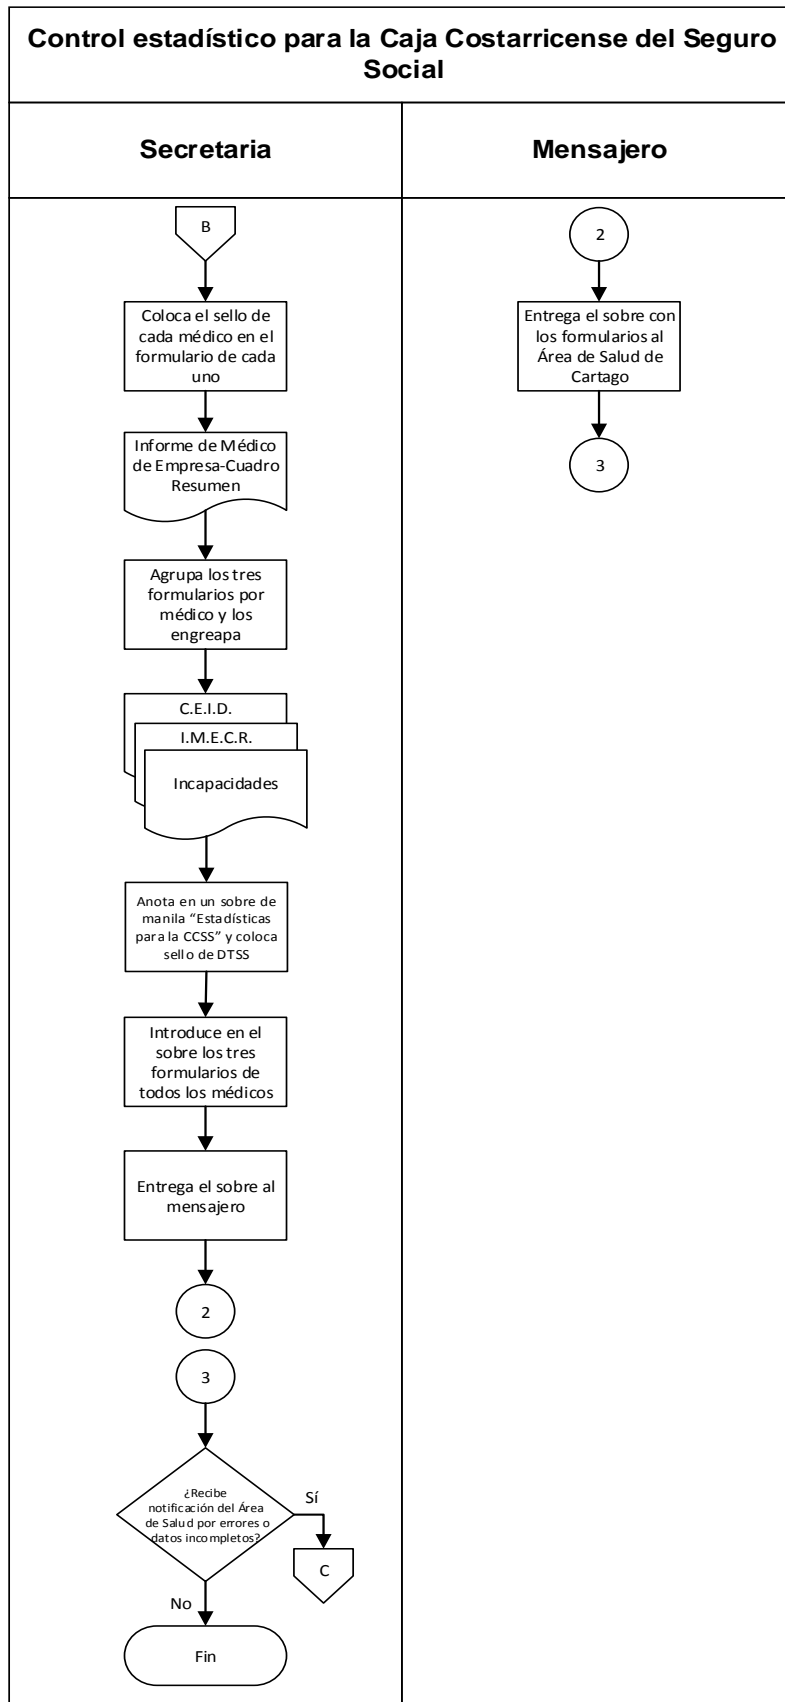 Control estadístico para la Caja Costarricense del Seguro
Social
Secretaria
Mensajero
B
Coloca el sello de
cada médico en el
formulario de cada
uno
Informe de Médico
de Empresa-Cuadro
Resumen
Agrupa los tres
formularios por
médico y los
engreapa
C.E.I.D.
I.M.E.C.R.
Incapacidades
Anota en un sobre de
manila “Estadísticas
para la CCSS” y coloca
sello de DTSS
Introduce en el
sobre los tres
formularios de
todos los médicos
Entrega el sobre al
mensajero
2
3
¿Recibe
notificación del Área
de Salud por errores o
datos incompletos?
Sí
C
No
Fin
2
Entrega el sobre con
los formularios al
Área de Salud de
Cartago
3